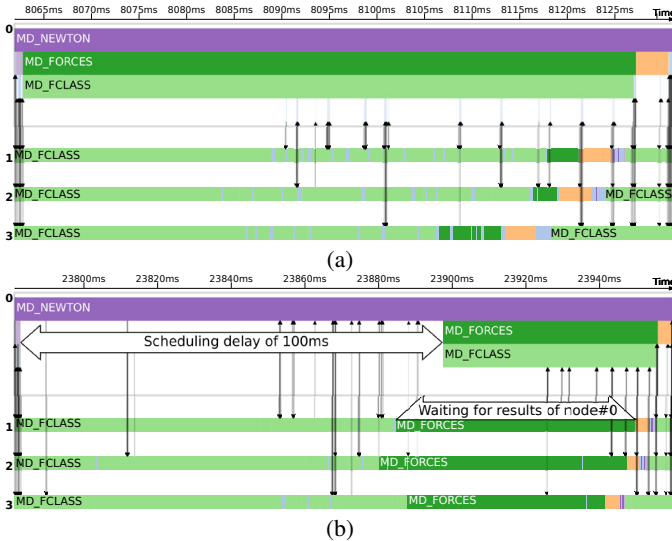 8065ms 8070ms 8075ms 8080ms 8085ms 8090ms 8095ms 8100ms 8105ms 8110ms 8115ms 8120ms 8125ms Time
0
MD_NEWTON
MD_FORCES
MD_FCLASS
1 MD_FCLASS
2 MD_FCLASS MD_FCLASS
3 MD_FCLASS MD_FCLASS
(a)
23800ms 23820ms 23840ms 23860ms 23880ms 23900ms 23920ms 23940ms Time
0
MD_NEWTON
Scheduling delay of 100ms MD_FORCES
MD_FCLASS
Waiting for results of node#0
1 MD_FCLASS MD_FORCES
2 MD_FCLASS MD_FORCES
3 MD_FCLASS MD_FORCES
(b)